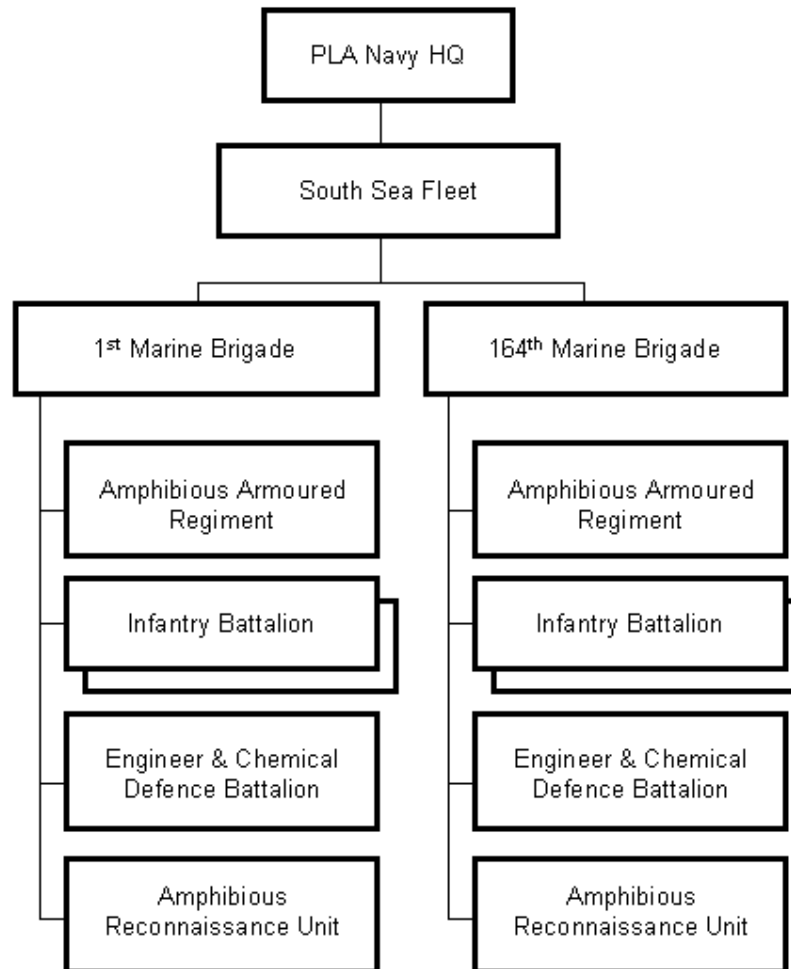 PLA Navy HQ
South Sea Fleet
1st Marine Brigade
164th Marine Brigade
Amphibious Armoured
Regiment
Amphibious Armoured
Regiment
Infantry Battalion
Infantry Battalion
Engineer & Chemical
Defence Battalion
Engineer & Chemical
Defence Battalion
Amphibious
Reconnaissance Unit
Amphibious
Reconnaissance Unit